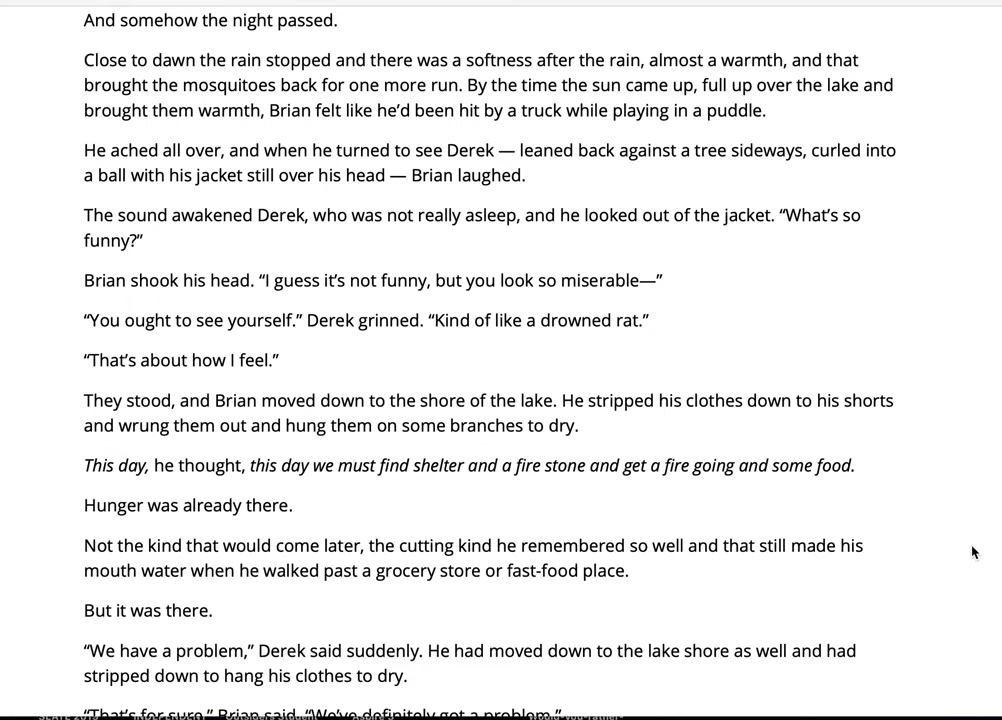 And somehow the night passed.
Close to dawn the rain stopped and there was a softness after the rain, almost a warmth, and that
brought the mosquitoes back for one more run. By the time the sun came up, full up over the lake and
brought them warmth, Brian felt like he’d been hit by a truck while playing in a puddle.
He ached all over, and when he turned to see Derek — leaned back against a tree sideways, curled into
a ball with his jacket still over his head — Brian laughed.
The sound awakened Derek, who was not really asleep, and he looked out of the jacket. “What’s so
funny?”
Brian shook his head. “I guess it’s not funny, but you look so miserable—”
“You ought to see yourself.” Derek grinned. “Kind of like a drowned rat.”
“That’s about how I feel.”
They stood, and Brian moved down to the shore of the lake. He stripped his clothes down to his shorts
and wrung them out and hung them on some branches to dry.
This day, he thought, this day we must find shelter and a fire stone and get a fire going and some food.
Hunger was already there.
Not the kind that would come later, the cutting kind he remembered so well and that still made his
mouth water when he walked past a grocery store or fast-food place.
But it was there.
“We have a problem,” Derek said suddenly. He had moved down to the lake shore as well and had
stripped down to hang his clothes to dry.
“That’s for sure,” Brian said. “We’ve definitely got a problem.”